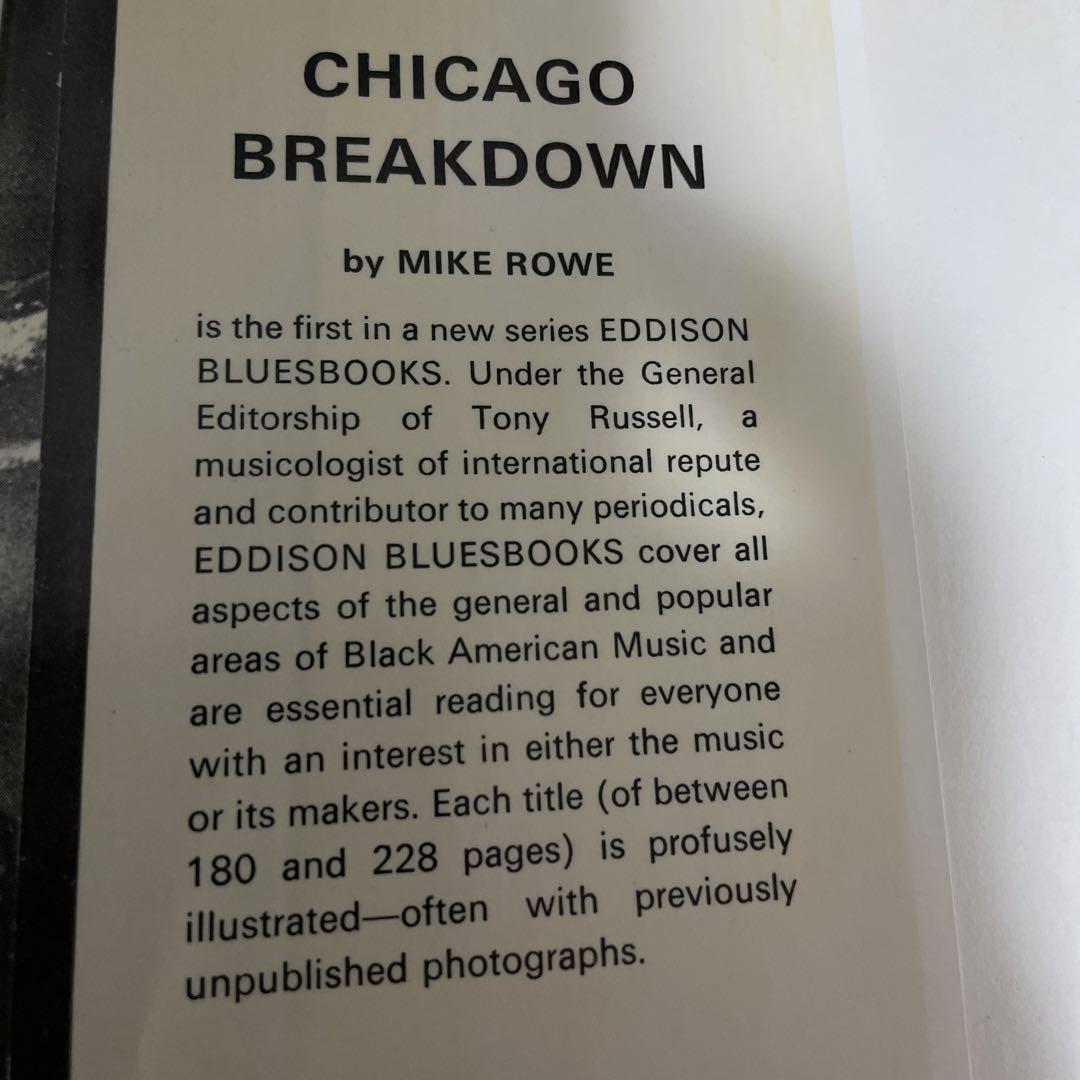 CHICAGO
BREAKDOWN
by MIKE ROWE
is the first in a new series EDDISON
BLUESBOOKS. Under the General
Editorship of Tony Russell, a
musicologist of international repute
and contributor to many periodicals,
EDDISON BLUESBOOKS cover all
aspects of the general and popular
areas of Black American Music and
are essential reading for everyone
with an interest in either the music
or its makers. Each title (of between
180 and 228 pages) is profusely
illustrated—often with previously
unpublished photographs.